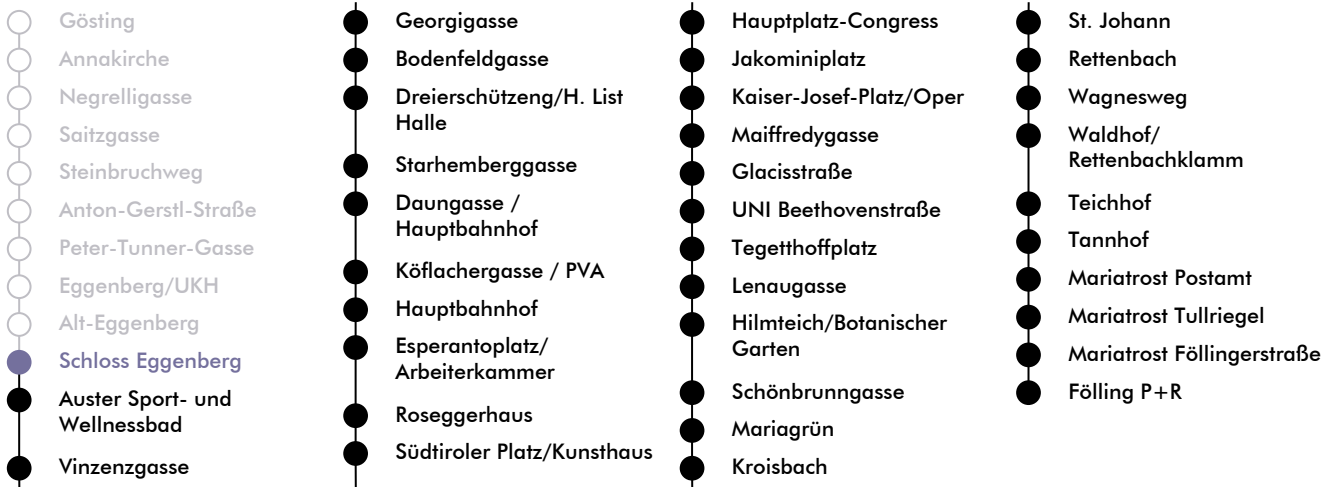 Gösting
Annakirche
Negrelligasse
Saitzgasse
Steinbruchweg
Anton-Gerstl-Straße
Peter-Tunner-Gasse
Eggenberg/UKH
Alt-Eggenberg
Schloss Eggenberg
Auster Sport- und
Wellnessbad
Vinzenzgasse
Georgigasse
Bodenfeldgasse
Dreierschützeng/H. List
Halle
Starhemberggasse
Daungasse /
Hauptbahnhof
Köflachergasse / PVA
Hauptbahnhof
Esperantoplatz/
Arbeiterkammer
Roseggerhaus
Südtiroler Platz/Kunsthaus
Hauptplatz-Congress
Jakominiplatz
Kaiser-Josef-Platz/Oper
Maiffredygasse
Glacisstraße
UNI Beethovenstraße
Tegetthoffplatz
Lenaugasse
Hilmteich/Botanischer
Garten
Schönbrunngasse
Mariagrün
Kroisbach
St. Johann
Rettenbach
Wagnesweg
Waldhof/
Rettenbachklamm
Teichhof
Tannhof
Mariatrost Postamt
Mariatrost Tullriegel
Mariatrost Föllingerstraße
Fölling P+R